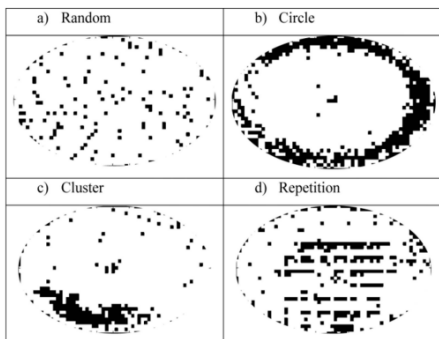 a) Random
b) Circle
c) Cluster
d) Repetition